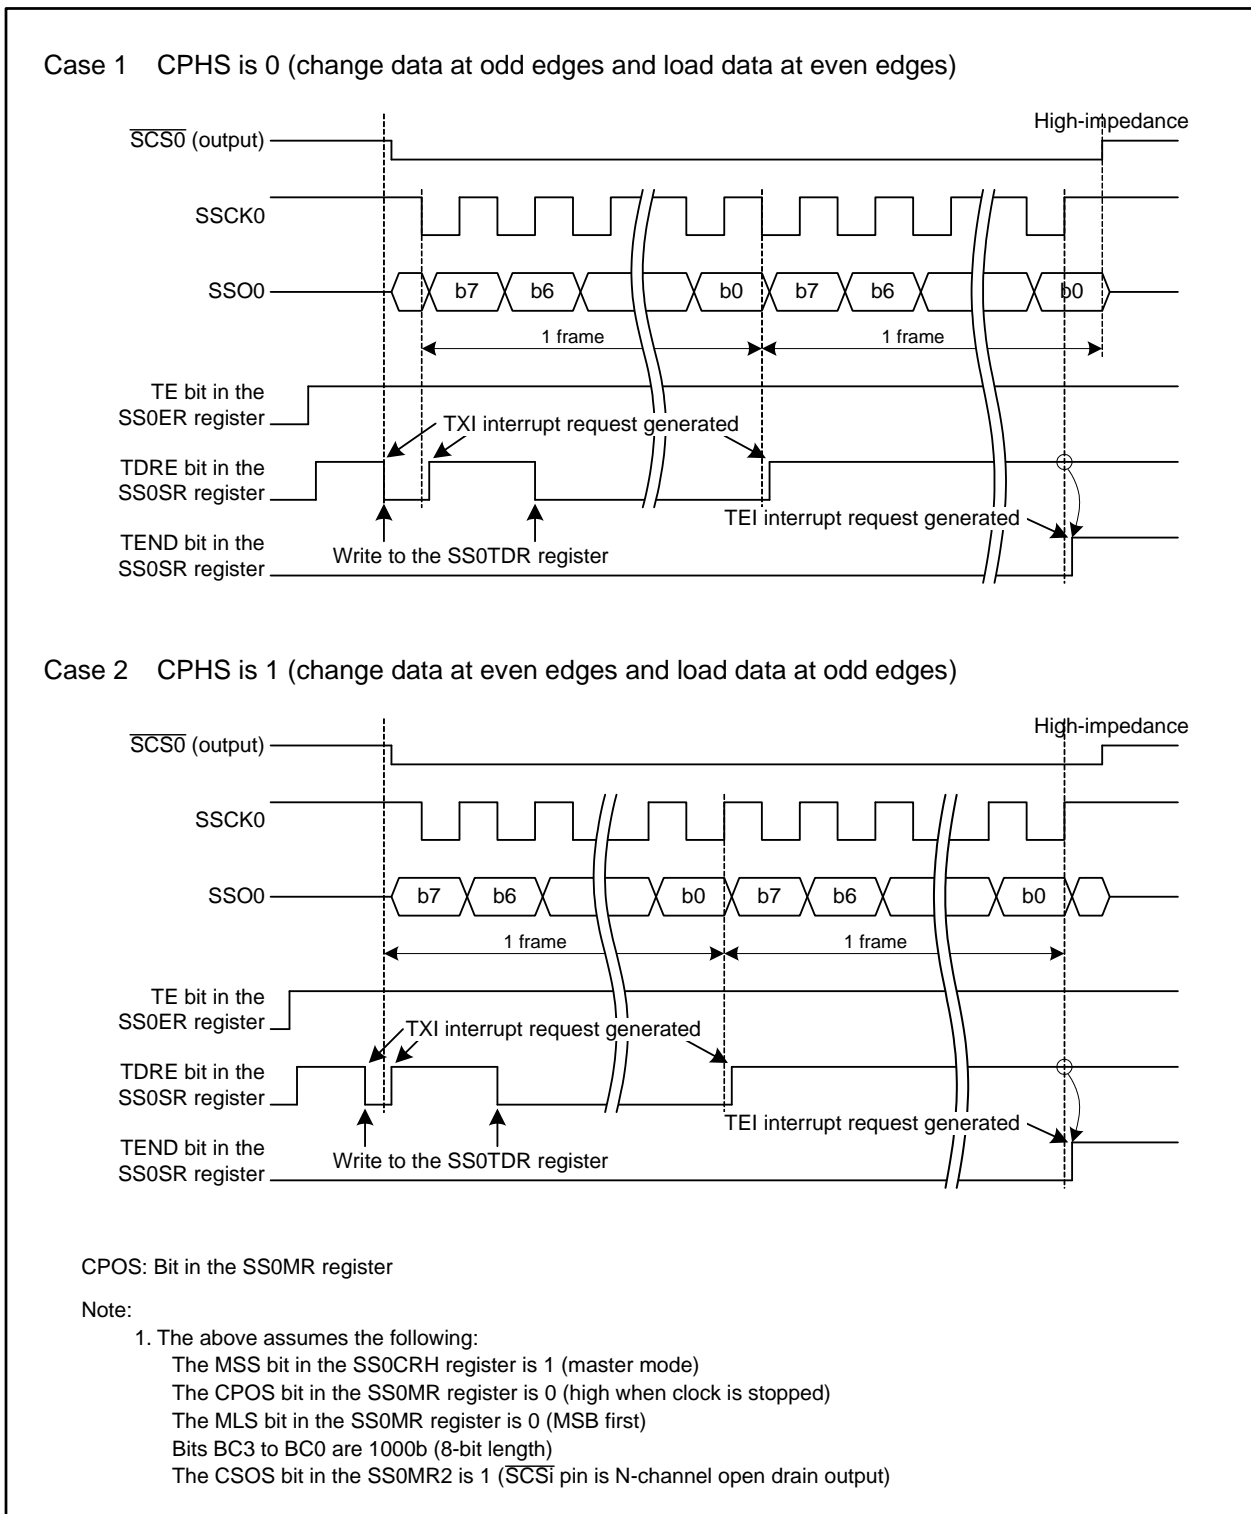 Case 1 CPHS is 0 (change data at odd edges and load data at even edges)
High-impedance
SCS0 (output)
SSCK0
SSO0
b7 b6 b0 b7 b6 b0
1 frame 1 frame
TE bit in the
SS0ER register
TXI interrupt request generated
TDRE bit in the
SS0SR register
TEI interrupt request generated
TEND bit in the
SS0SR register
Write to the SS0TDR register
Case 2 CPHS is 1 (change data at even edges and load data at odd edges)
High-impedance
SCS0 (output)
SSCK0
SSO0
b7 b6 b0 b7 b6 b0
1 frame 1 frame
TE bit in the
SS0ER register
TXI interrupt request generated
TDRE bit in the
SS0SR register
TEI interrupt request generated
TEND bit in the
SS0SR register
Write to the SS0TDR register
CPOS: Bit in the SS0MR register
Note:
1. The above assumes the following:
The MSS bit in the SS0CRH register is 1 (master mode)
The CPOS bit in the SS0MR register is 0 (high when clock is stopped)
The MLS bit in the SS0MR register is 0 (MSB first)
Bits BC3 to BC0 are 1000b (8-bit length)
The CSOS bit in the SS0MR2 is 1 (SCSi pin is N-channel open drain output)